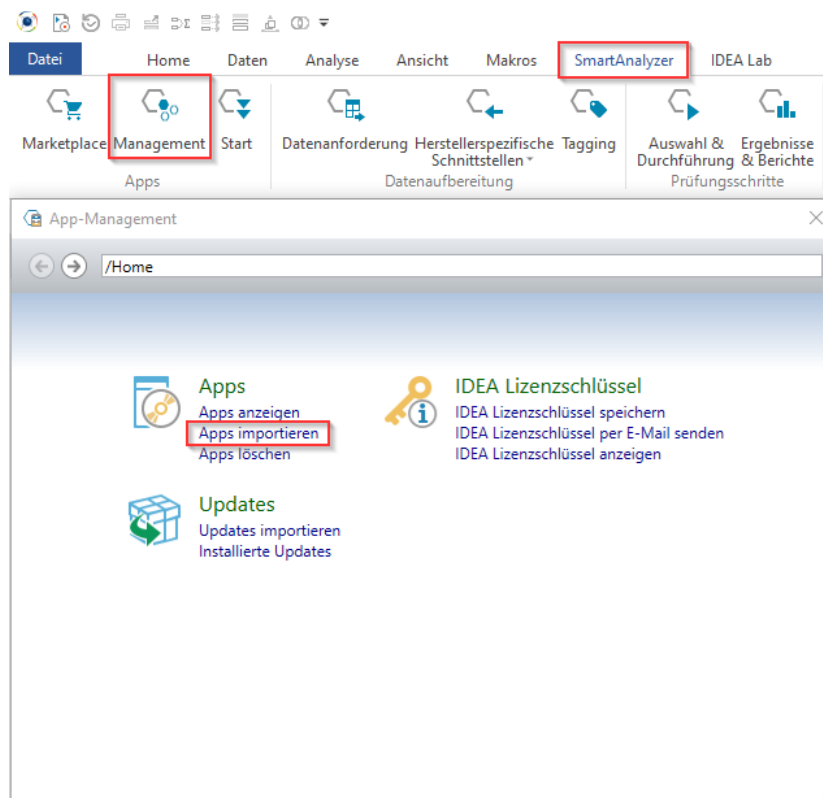 Datei Home Daten Analyse Ansicht Makros SmartAnalyzer IDEA Lab
Marketplace Management Start Datenanforderung Herstellerspezifische Schnittstellen Tagging Auswahl & Durchführung Ergebnisse & Berichte
Apps Datenaufbereitung Prüfungsschritte
App-Management
/Home
Apps
Apps anzeigen
Apps importieren
Apps löschen
IDEA Lizenzschlüssel
IDEA Lizenzschlüssel speichern
IDEA Lizenzschlüssel per E-Mail senden
IDEA Lizenzschlüssel anzeigen
Updates
Updates importieren
Installierte Updates